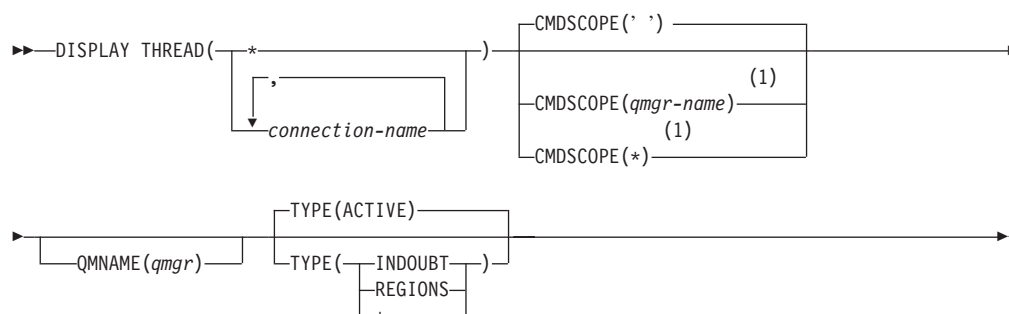 DISPLAY THREAD( * ) CMDSCOPE(’ ’)
,
connection-name
CMDSCOPE(qmgr-name) (1)
CMDSCOPE(*) (1)
QMNAME(qmgr)
TYPE(ACTIVE)
TYPE( INDOUBT )
REGIONS